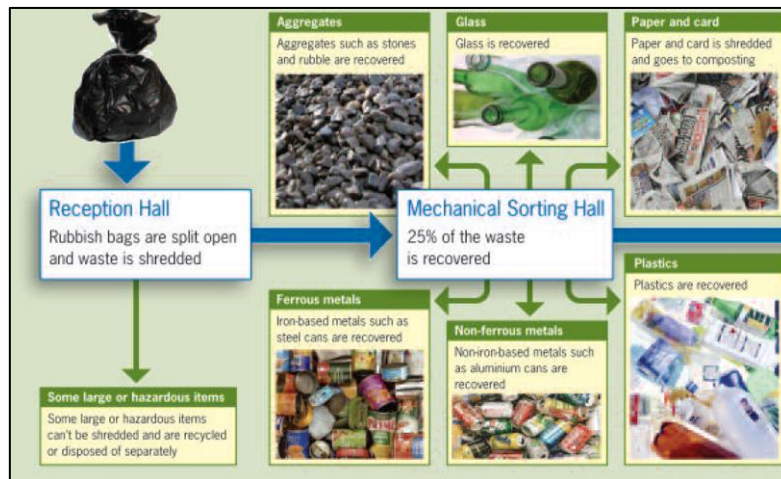 Aggregates
Aggregates such as stones
and rubble are recovered
Glass
Glass is recovered
Paper and card
Paper and card is shredded
and goes to composting
Reception Hall
Rubbish bags are split open
and waste is shredded
Mechanical Sorting Hall
25% of the waste
is recovered
Ferrous metals
Iron-based metals such as
steel cans are recovered
Non-ferrous metals
Non-iron-based metals such
as aluminium cans are
recovered
Plastics
Plastics are recovered
Some large or hazardous items
Some large or hazardous items
can't be shredded and are recycled
or disposed of separately